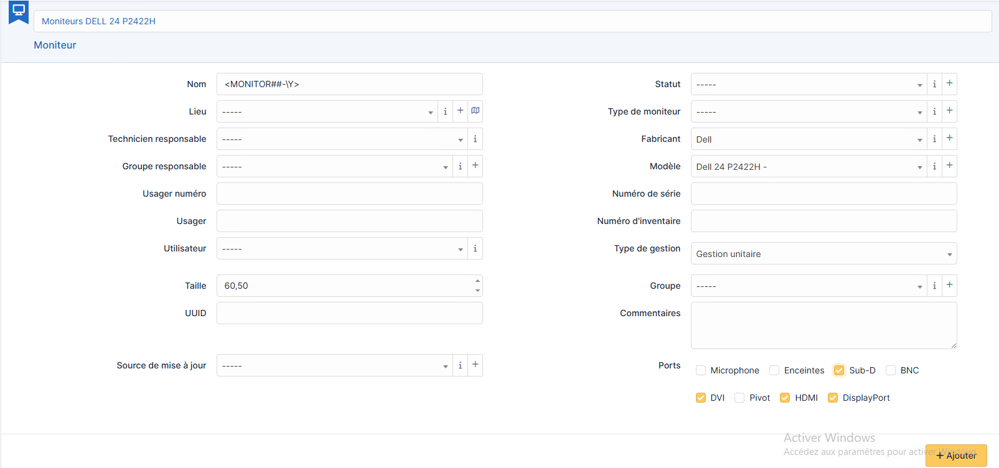 Moniteurs DELL 24 P2422H
Moniteur
Nom
<MONITOR##-\Y>
Lieu
-----
Technicien responsable
-----
Groupe responsable
-----
Usager numéro
Usager
Utilisateur
-----
Taille
60,50
UUID
Source de mise à jour
-----
Statut
-----
Type de moniteur
-----
Fabricant
Dell
Modèle
Dell 24 P2422H -
Numéro de série
Numéro d'inventaire
Type de gestion
Gestion unitaire
Groupe
-----
Commentaires
Ports
Microphone Enceintes Sub-D BNC
DVI Pivot HDMI DisplayPort
Activer Windows
Accédez aux paramètres pour activer Windows.
+ Ajouter